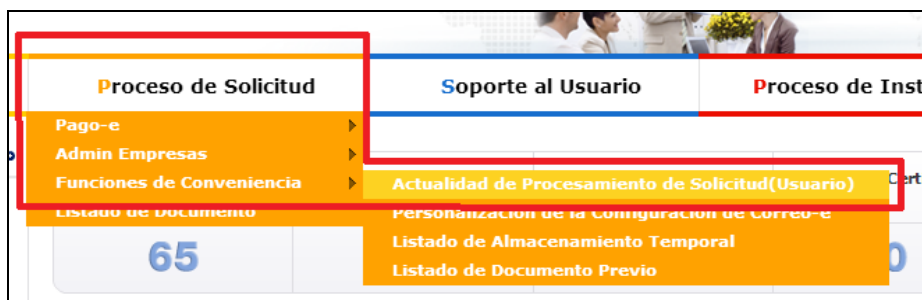 Proceso de Solicitud
Soporte al Usuario
Proceso de Inst
Pago-e
Admin Empresas
Funciones de Conveniencia
Listado de Documento
Actualidad de Procesamiento de Solicitud(Usuario)
Personalización de la Configuración de Correo-e
Listado de Almacenamiento Temporal
Listado de Documento Previo
Cert
65
0